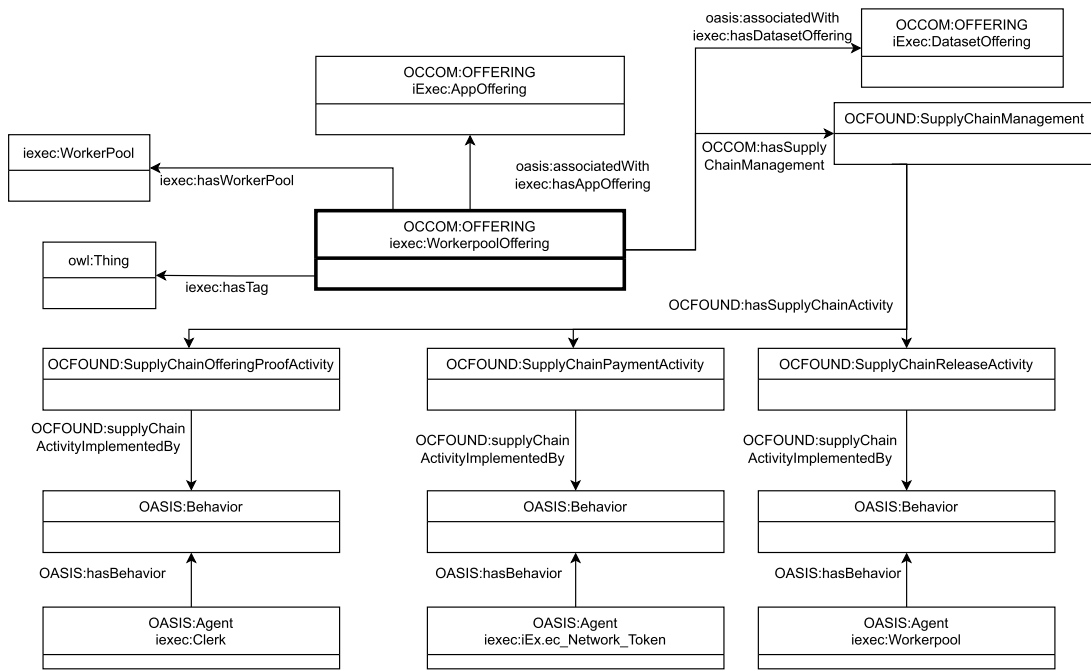 oasis:associatedWith
iexec:hasDatasetOffering
OCCOM:OFFERING
iExec:DatasetOffering
OCCOM:OFFERING
iExec:AppOffering
OCFOUND:SupplyChainManagement
iexec:WorkerPool
iexec:hasWorkerPool
oasis:associatedWith
iexec:hasAppOffering
OCCOM:hasSupply
ChainManagement
OCCOM:OFFERING
iexec:WorkerpoolOffering
owl:Thing
iexec:hasTag
OCFOUND:hasSupplyChainActivity
OCFOUND:SupplyChainOfferingProofActivity
OCFOUND:SupplyChainPaymentActivity
OCFOUND:SupplyChainReleaseActivity
OCFOUND:supplyChain
ActivityImplementedBy
OCFOUND:supplyChain
ActivityImplementedBy
OCFOUND:supplyChain
ActivityImplementedBy
OASIS:Behavior
OASIS:Behavior
OASIS:Behavior
OASIS:hasBehavior
OASIS:hasBehavior
OASIS:hasBehavior
OASIS:Agent
iexec:Clerk
OASIS:Agent
iexec:iEx.ec_Network_Token
OASIS:Agent
iexec:Workerpool